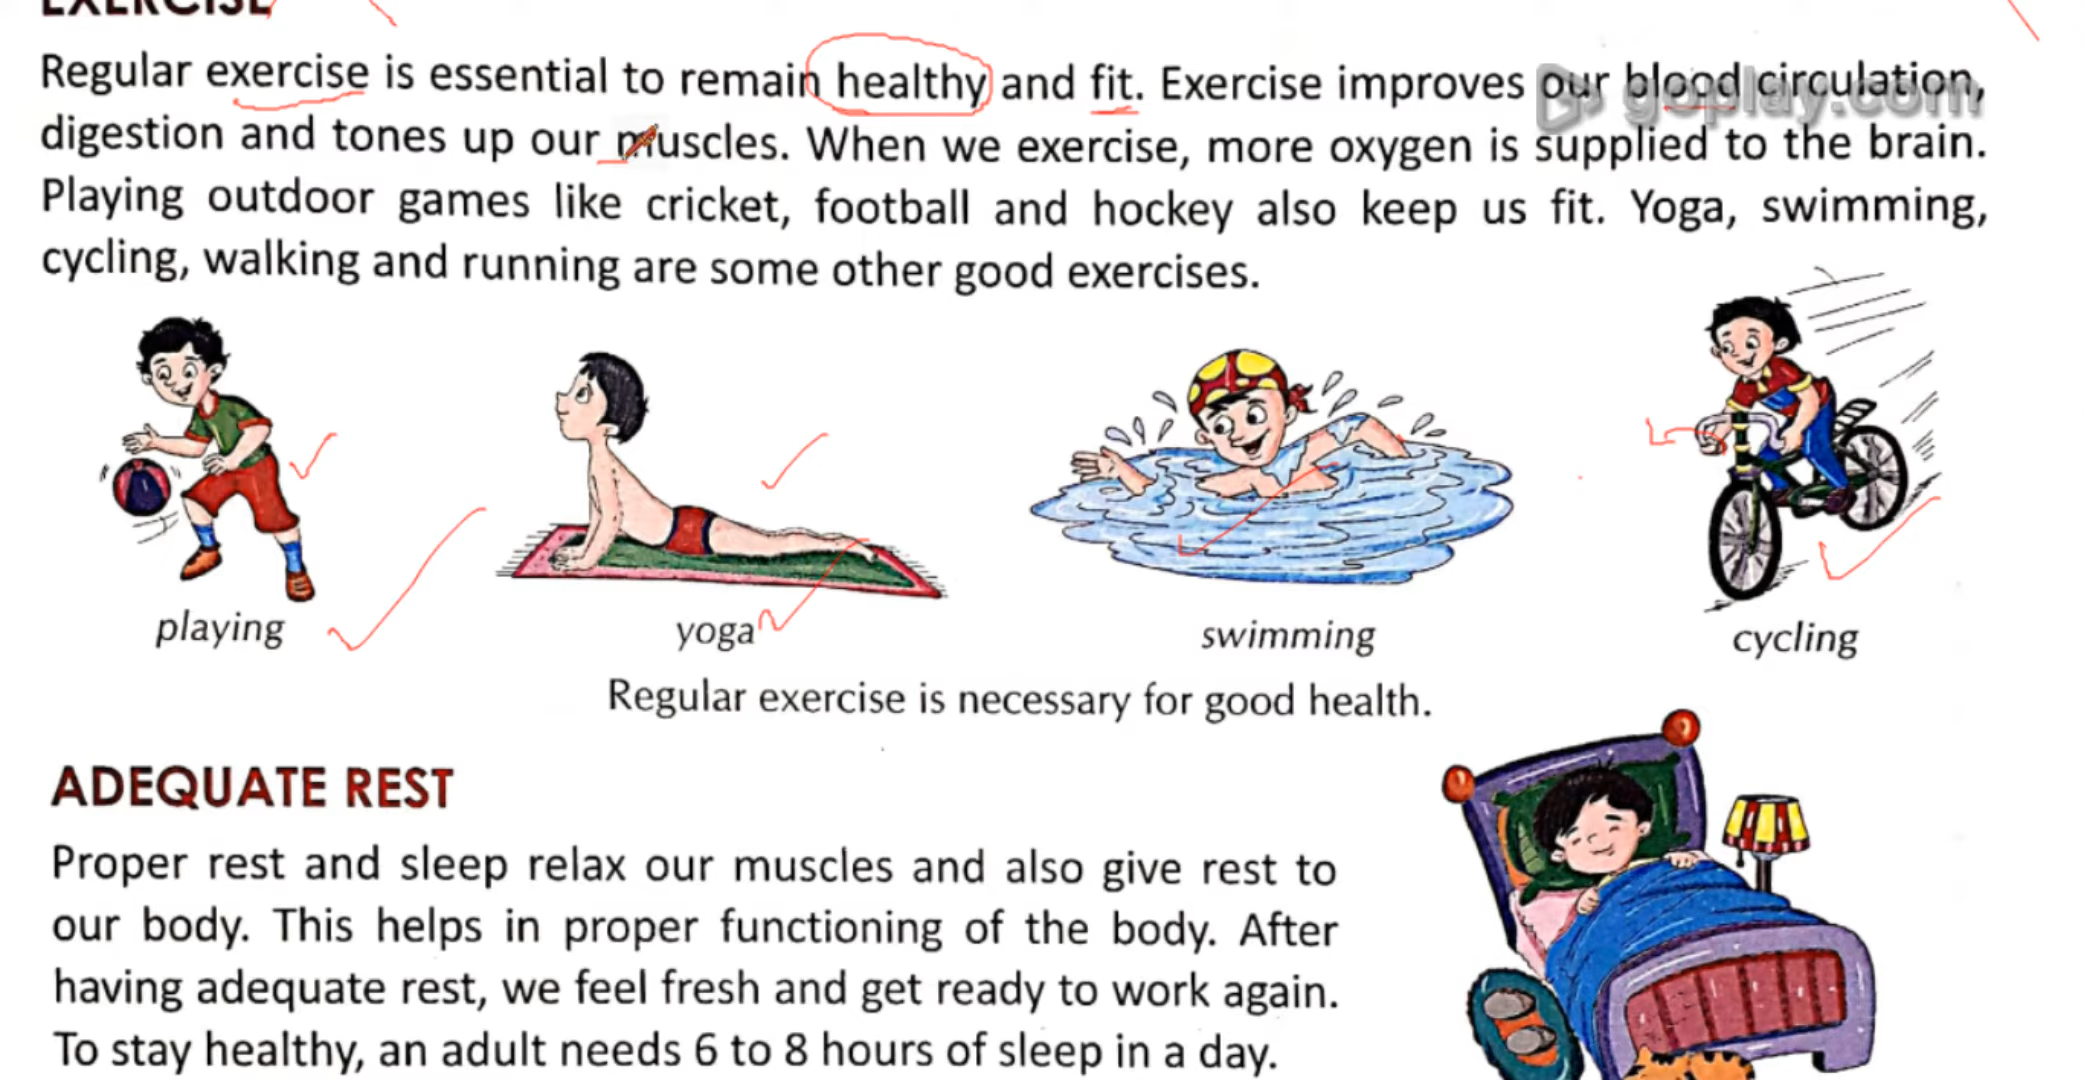 EXERCISE
Regular exercise is essential to remain healthy and fit. Exercise improves our blood circulation,
goplay.com
digestion and tones up our muscles. When we exercise, more oxygen is supplied to the brain.
Playing outdoor games like cricket, football and hockey also keep us fit. Yoga, swimming,
cycling, walking and running are some other good exercises.
playing yoga swimming cycling
Regular exercise is necessary for good health.
ADEQUATE REST
Proper rest and sleep relax our muscles and also give rest to
our body. This helps in proper functioning of the body. After
having adequate rest, we feel fresh and get ready to work again.
To stay healthy, an adult needs 6 to 8 hours of sleep in a day.